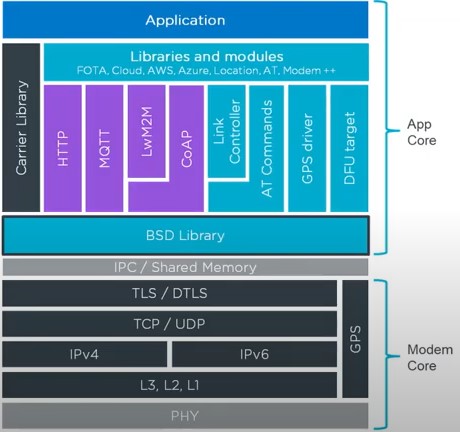 Application
Libraries and modules
FOTA, Cloud, AWS, Azure, Location, AT, Modem ++
Carrier Library
HTTP
MQTT
LwM2M
CoAP
Link
Controller
AT Commands
GPS driver
DFU target
App
Core
BSD Library
IPC / Shared Memory
TLS / DTLS
TCP / UDP
IPv4
IPv6
GPS
L3, L2, L1
PHY
Modem
Core